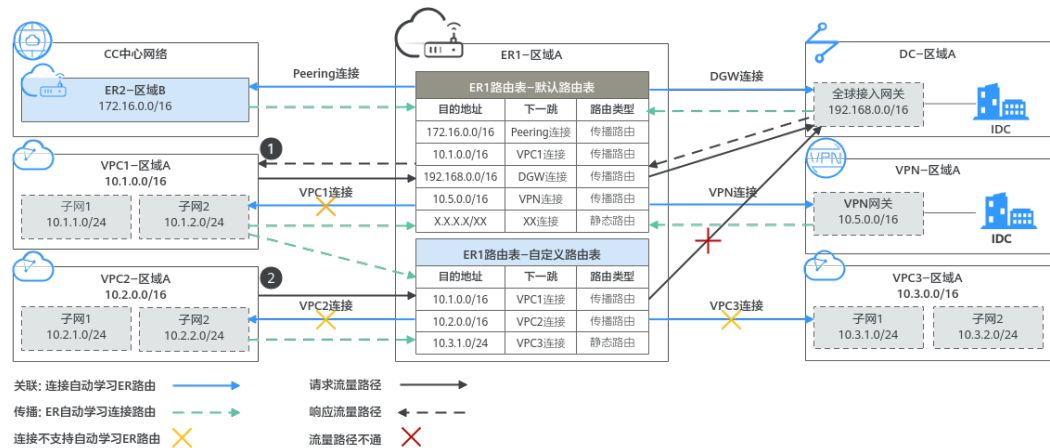 CC中心网络
ER2-区域B
172.16.0.0/16
Peering连接
ER1-区域A
ER1路由表-默认路由表
目的地址 下一跳 路由类型
172.16.0.0/16 Peering连接 传播路由
10.1.0.0/16 VPC1连接 传播路由
192.168.0.0/16 DGW连接 传播路由
10.5.0.0/16 VPN连接 传播路由
X.X.X.X/XX XX连接 静态路由
ER1路由表-自定义路由表
目的地址 下一跳 路由类型
10.1.0.0/16 VPC1连接 传播路由
10.2.0.0/16 VPC2连接 传播路由
10.3.1.0/24 VPC3连接 静态路由
DGW连接
DC-区域A
全球接入网关
192.168.0.0/16
IDC
1
VPC1-区域A
10.1.0.0/16
子网1
10.1.1.0/24
子网2
10.1.2.0/24
VPC1连接
VPN连接
VPN
VPN-区域A
VPN网关
10.5.0.0/16
IDC
2
VPC2-区域A
10.2.0.0/16
子网1
10.2.1.0/24
子网2
10.2.2.0/24
VPC2连接
VPC3连接
VPC3-区域A
10.3.0.0/16
子网1
10.3.1.0/24
子网2
10.3.2.0/24
关联: 连接自动学习ER路由
传播: ER自动学习连接路由
连接不支持自动学习ER路由
请求流量路径
响应流量路径
流量路径不通